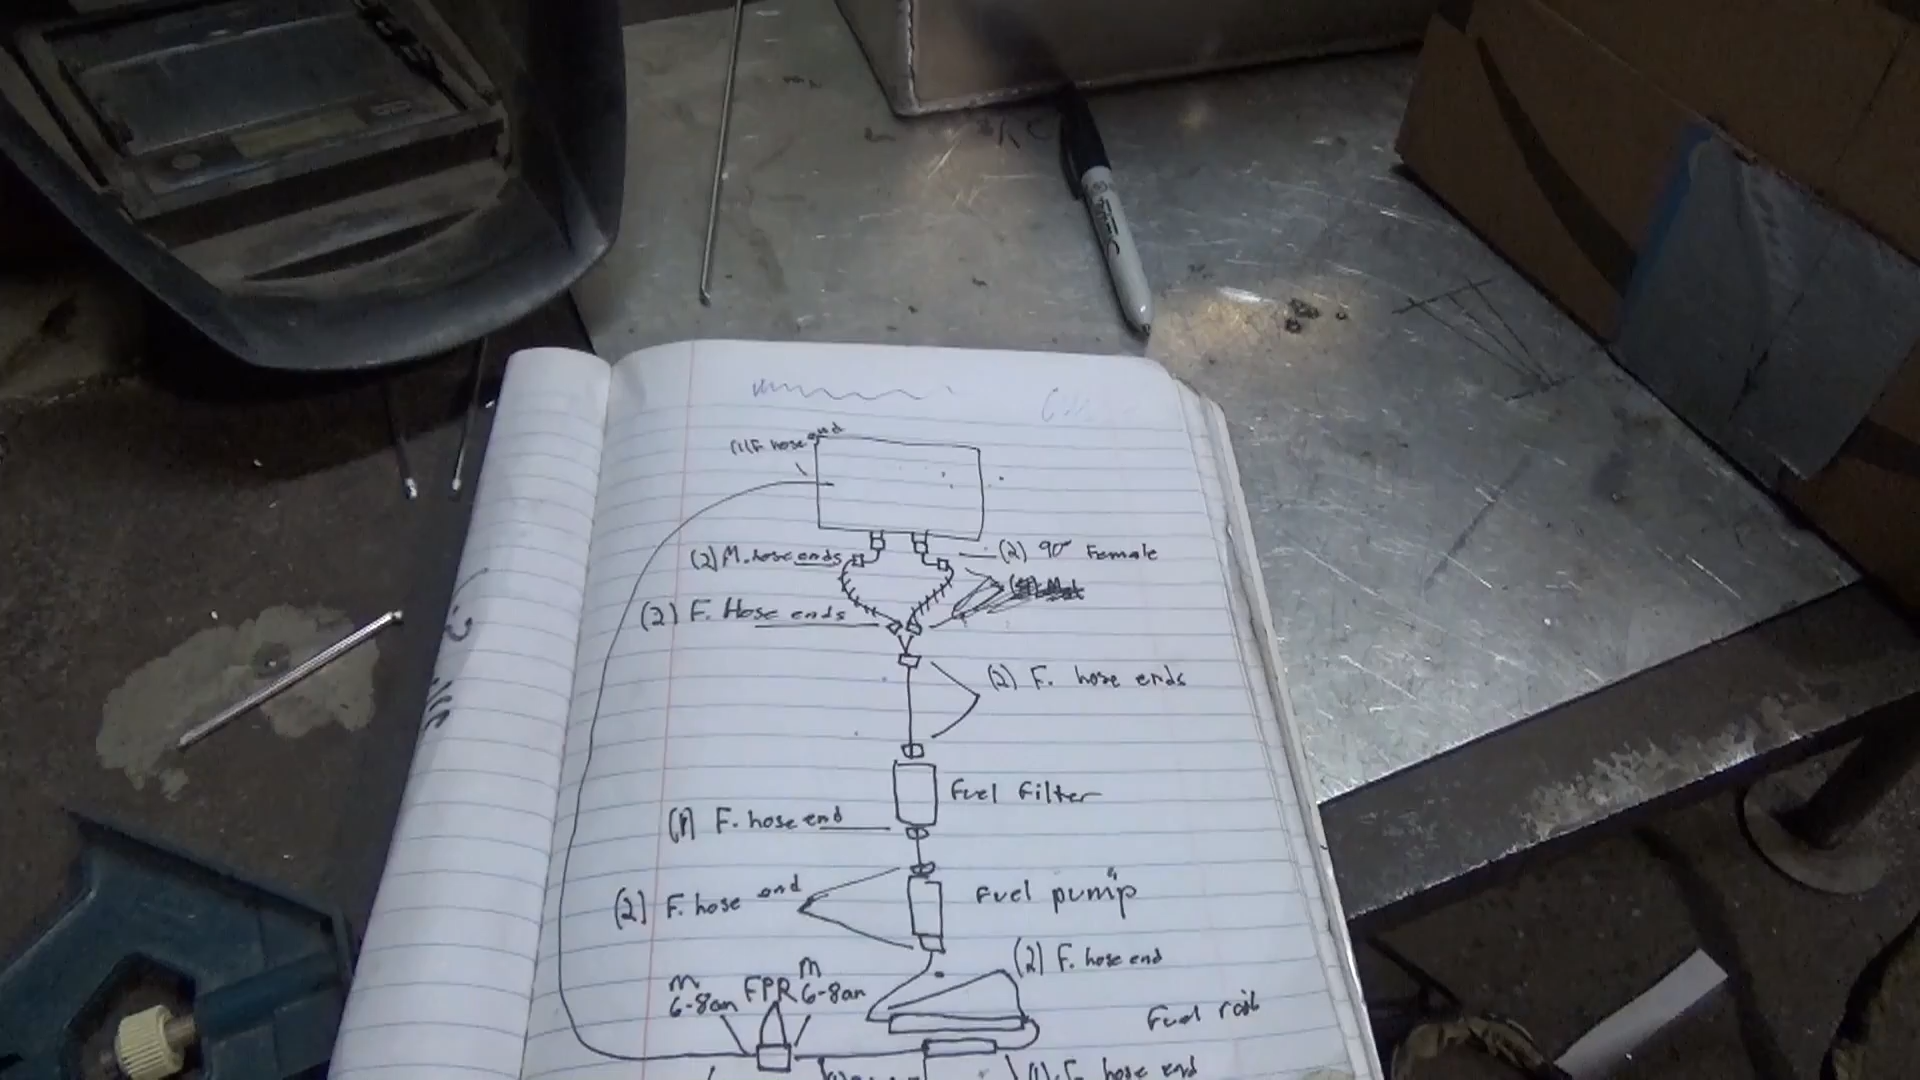 (1) F. hose end
(2) M. hose ends
(2) 90° Female
(2) F. Hose ends
(2) F. hose ends
Fuel Filter
(1) F. hose end
Fuel pump
(2) F. hose end
(2) F. hose end
M
6-8an
FPR
M
6-8an
Fuel rail
(1) F. hose end